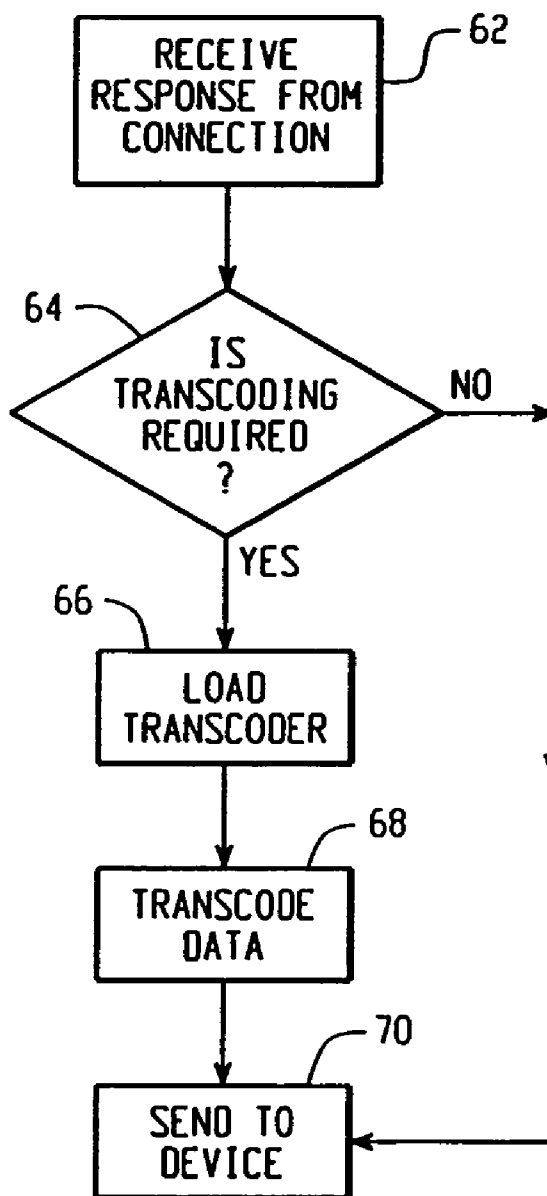 62
RECEIVE
RESPONSE FROM
CONNECTION
64
IS
TRANSCODING
REQUIRED
?
NO
YES
66
LOAD
TRANSCODER
68
TRANSCODE
DATA
70
SEND TO
DEVICE